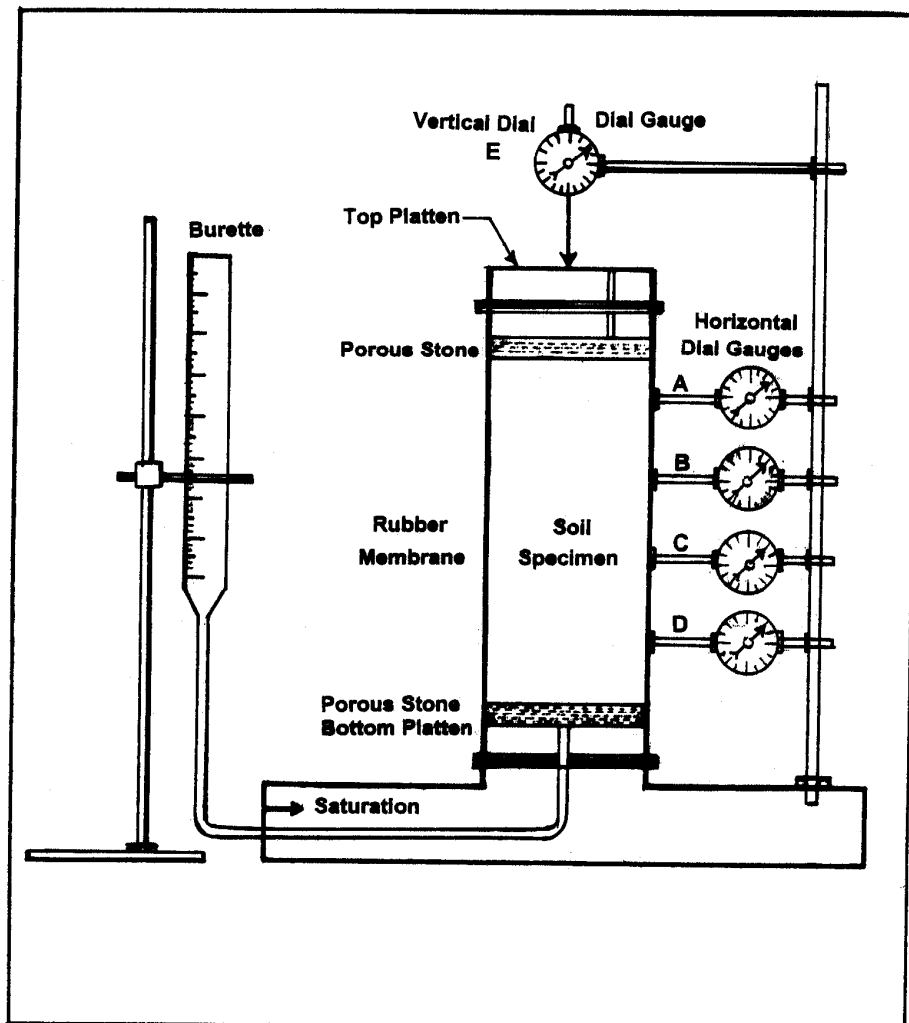 Vertical Dial
E
Dial Gauge
Burette
Top Platten
Porous Stone
Horizontal
Dial Gauges
A
B
C
D
Rubber
Membrane
Soil
Specimen
Porous Stone
Bottom Platten
Saturation